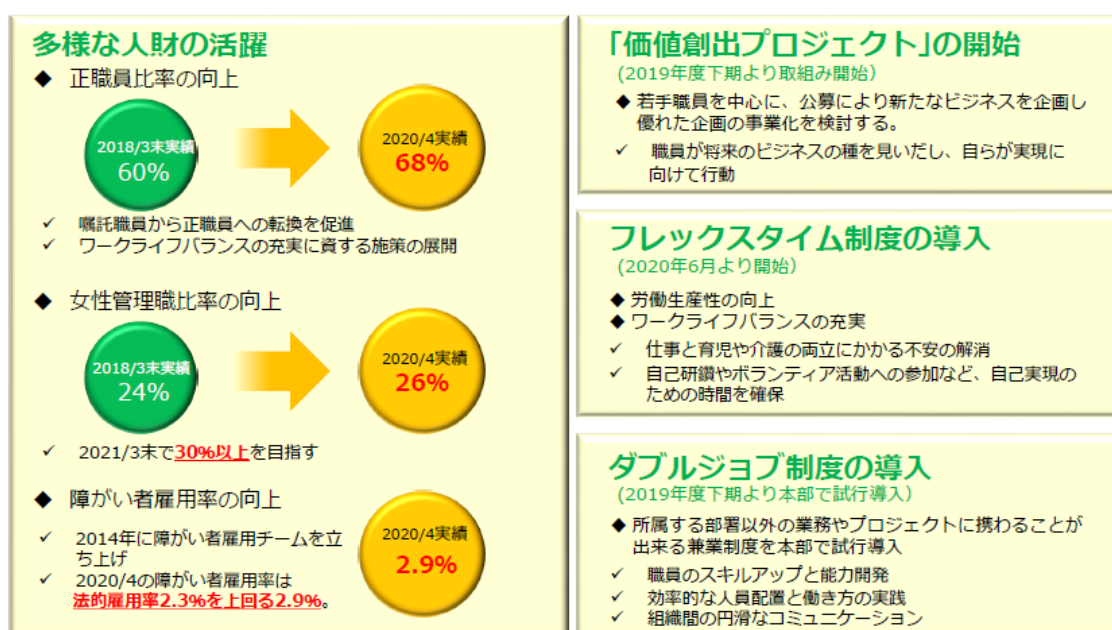 多様な人財の活躍
◆ 正職員比率の向上
2018/3末実績
60%
2020/4実績
68%
✓ 嘱託職員から正職員への転換を促進
✓ ワークライフバランスの充実に資する施策の展開
◆ 女性管理職比率の向上
2018/3末実績
24%
2020/4実績
26%
✓ 2021/3末で30%以上を目指す
◆ 障がい者雇用率の向上
✓ 2014年に障がい者雇用チームを立
ち上げ
✓ 2020/4の障がい者雇用率は
法的雇用率2.3%を上回る2.9%。
2020/4実績
2.9%
「価値創出プロジェクト」の開始
(2019年度下期より取組み開始)
◆ 若手職員を中心に、公募により新たなビジネスを企画し
優れた企画の事業化を検討する。
✓ 職員が将来のビジネスの種を見いだし、自らが実現に
向けて行動
フレックスタイム制度の導入
(2020年6月より開始)
◆ 労働生産性の向上
◆ ワークライフバランスの充実
✓ 仕事と育児や介護の両立にかかる不安の解消
✓ 自己研鑽やボランティア活動への参加など、自己実現の
ための時間を確保
ダブルジョブ制度の導入
(2019年度下期より本部で試行導入)
◆ 所属する部署以外の業務やプロジェクトに携わることが
出来る兼業制度を本部で試行導入
✓ 職員のスキルアップと能力開発
✓ 効率的な人員配置と働き方の実践
✓ 組織間の円滑なコミュニケーション